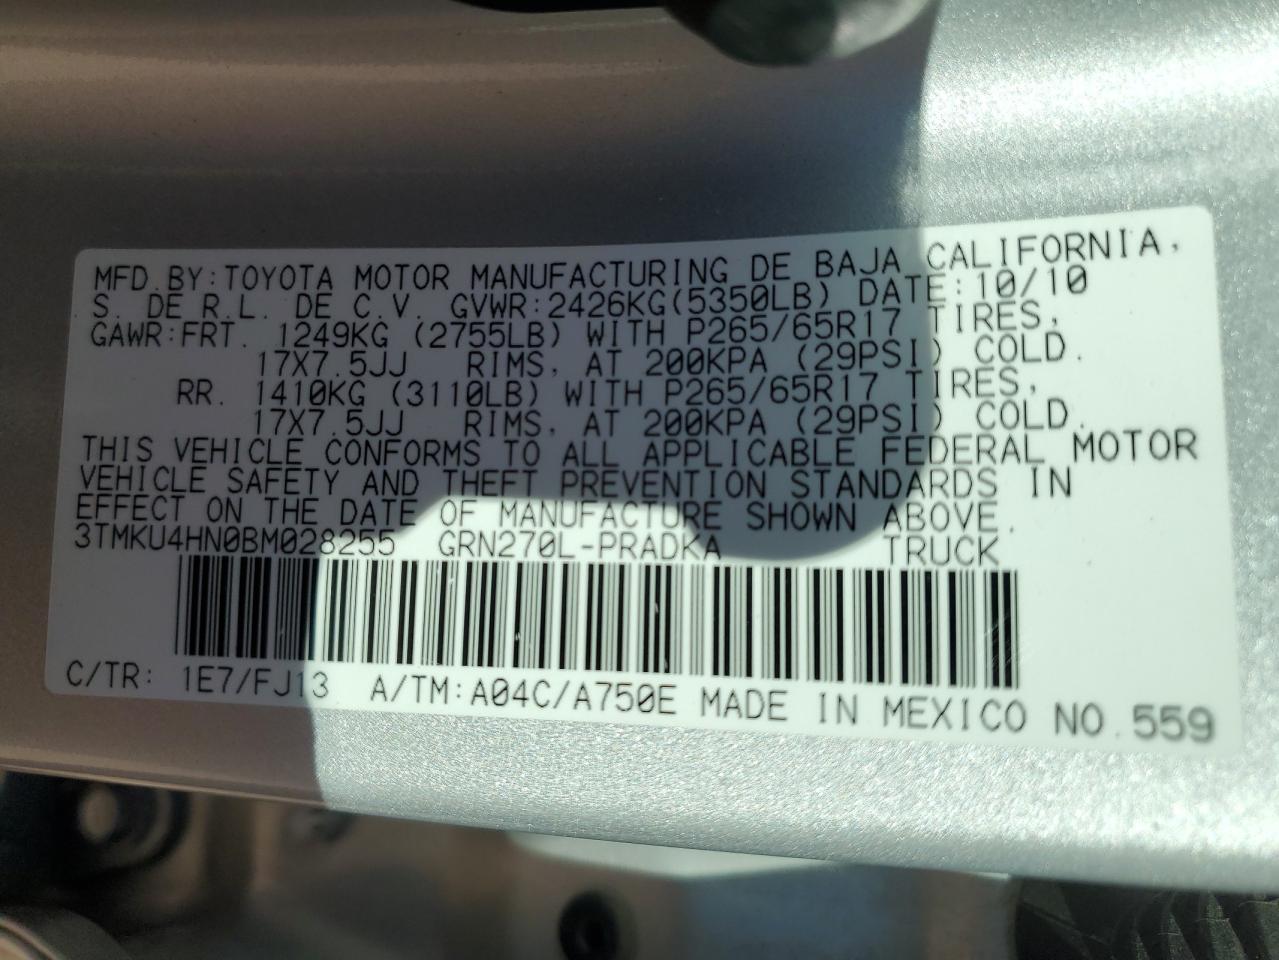 MFD.BY:TOYOTA MOTOR MANUFACTURING DE BAJA CALIFORNIA,
S. DE R.L. DE C.V. GVWR:2426KG(5350LB) DATE:10/10
GAWR:FRT. 1249KG (2755LB) WITH P265/65R17 TIRES,
17X7.5JJ RIMS, AT 200KPA (29PSI) COLD.
RR. 1410KG (3110LB) WITH P265/65R17 TIRES,
17X7.5JJ RIMS, AT 200KPA (29PSI) COLD.
THIS VEHICLE CONFORMS TO ALL APPLICABLE FEDERAL MOTOR
VEHICLE SAFETY AND THEFT PREVENTION STANDARDS IN
EFFECT ON THE DATE OF MANUFACTURE SHOWN ABOVE.
3TMKU4HN0BM028255 GRN270L-PRADKA TRUCK
C/TR: 1E7/FJ13 A/TM:A04C/A750E MADE IN MEXICO NO.559